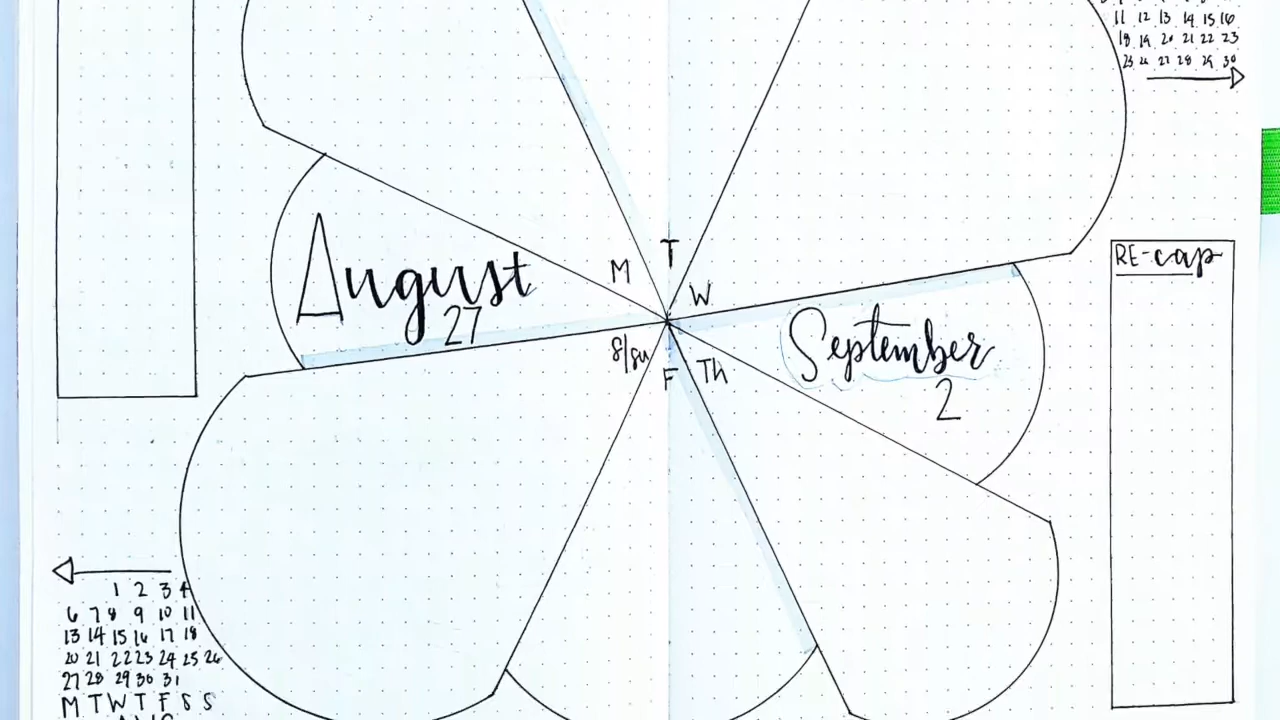 11 12 13 14 15 16
18 19 20 21 22 23
25 26 27 28 29 30
RE-cap
August
27
T
M
W
S/su
F
Th
September
2
1 2 3 4
6 7 8 9 10 11
13 14 15 16 17 18
20 21 22 23 24 25 26
27 28 29 30 31
M T W T F S S